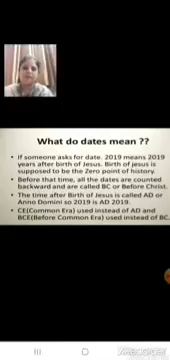 What do dates mean ??
• If someone asks for date. 2019 means 2019
years after birth of Jesus. Birth of jesus is
supposed to be the Zero point of history.
• Before that time, all the dates are counted
backward and are called BC or Before Christ.
• The time after Birth of Jesus is called AD or
Anno Domini so 2019 is AD 2019.
• CE(Common Era) used instead of AD and
BCE(Before Common Era) used instead of BC.